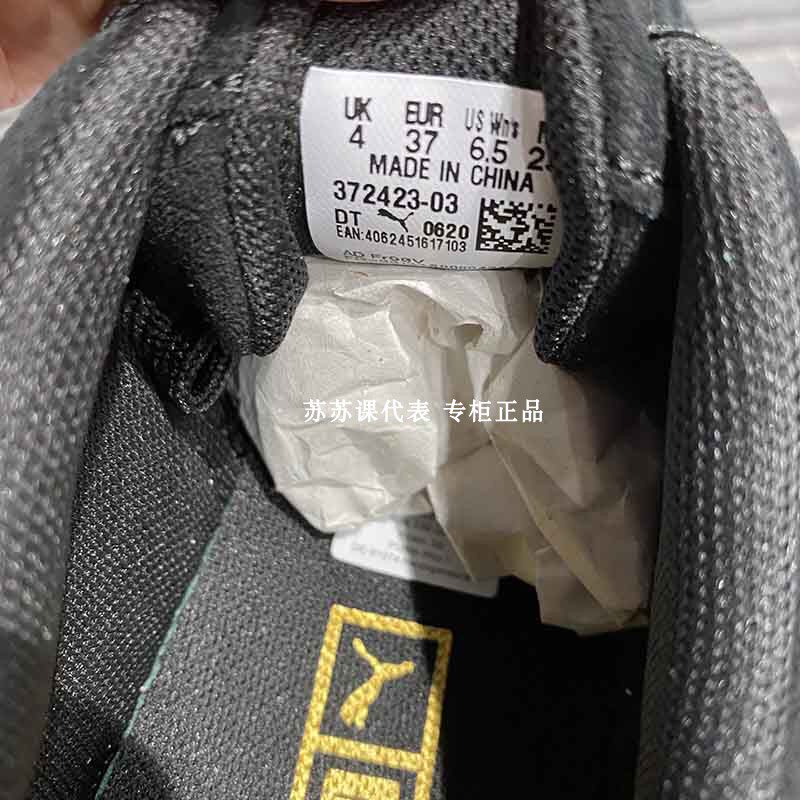 UK EUR US Wn's
4 37 6.5
MADE IN CHINA
372423-03
DT 0620
EAN:4062451617103
苏苏课代表 专柜正品